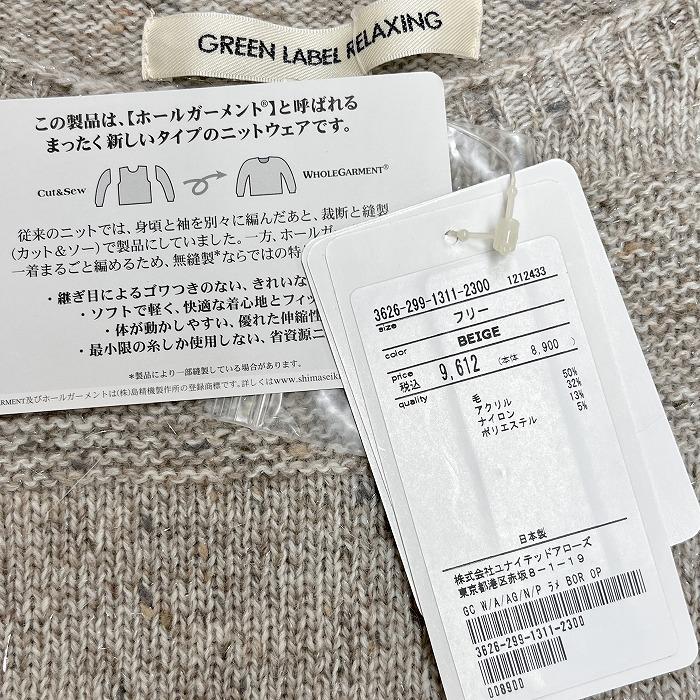 GREEN LABEL RELAXING
この製品は、【ホールガーメント®】と呼ばれる
まったく新しいタイプのニットウェアです。
CUT&SEW
WHOLEGARMENT®
従来のニットでは、身頃と袖を別々に編んだあと、裁断と縫製
(カット&ソー)で製品にしていました。一方、ホールガー
一着まるごと編めるため、無縫製*ならではの特
・継ぎ目によるゴワつきのない、きれいな
・ソフトで軽く、快適な着心地とフィッ
・体が動かしやすい、優れた伸縮性
・最小限の糸しか使用しない、省資源ニ
*製品により一部縫製している場合があります。
ARMENT及びホールガーメントは(株)島精機製作所の登録商標です。詳しくはwww.shimaseiki
3626-299-1311-2300 1212433
size フリー
color BEIGE
price 税込 9,612 (本体 8,900)
quality 毛 50%
アクリル 32%
ナイロン 13%
ポリエステル 5%
日本製
株式会社ユナイテッドアローズ
東京都港区赤坂8-1-19
GC W/A/AG/N/P ラメ BOR OP
3626-299-1311-2300
008900